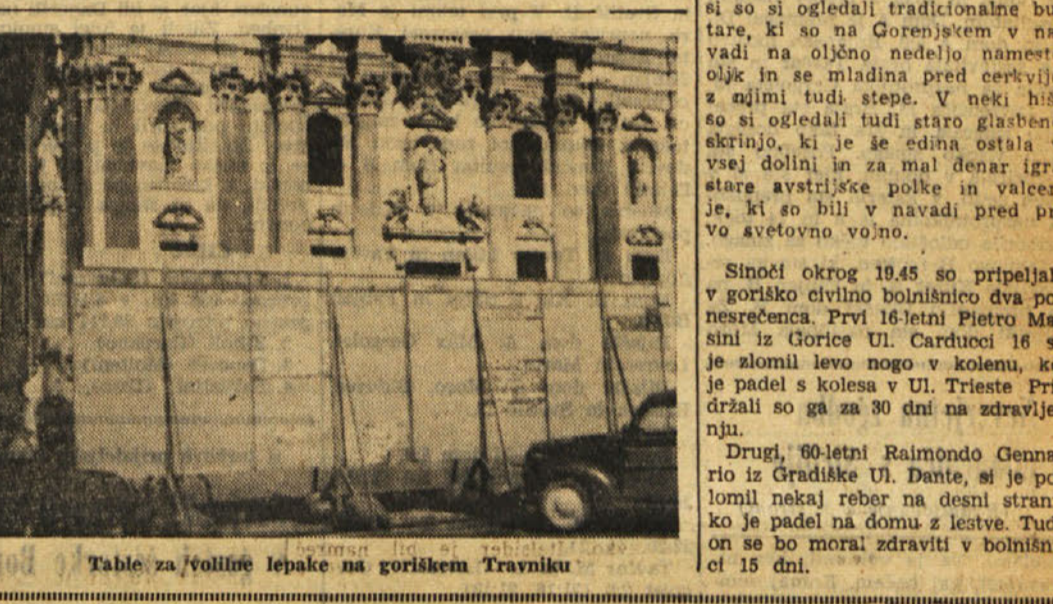 Table za volilne lepake na goriškem Travniku
si so si ogledali tradicionalne bu
tare, ki so na Gorenjskem v na
vadi na oljčno nedeljo namest
oljk in se mladina pred cerkvij
z njimi tudi stepe. V neki hiš
so si ogledali tudi staro glasben
skrinjo, ki je še edina ostala
vsej dolini in za mal denar igr
stare avstrijske polke in valce
je, ki so bili v navadi pred pr
vo svetovno vojno.
Sinoči okrog 19.45 so pripeljal
v goriško civilno bolnišnico dva po
nesrečenca. Prvi 16-letni Pietro Ma
sini iz Gorice Ul. Carducci 16 s
je zlomil levo nogo v kolenu, k
je padel s kolesa v Ul. Trieste Pri
držali so ga za 30 dni na zdravlje
nju.
Drugi, 60-letni Raimondo Genna
rio iz Gradiške Ul. Dante, si je po
lomil nekaj reber na desni stran
ko je padel na domu z lestve. Tud
on se bo moral zdraviti v bolnišn
ci 15 dni.